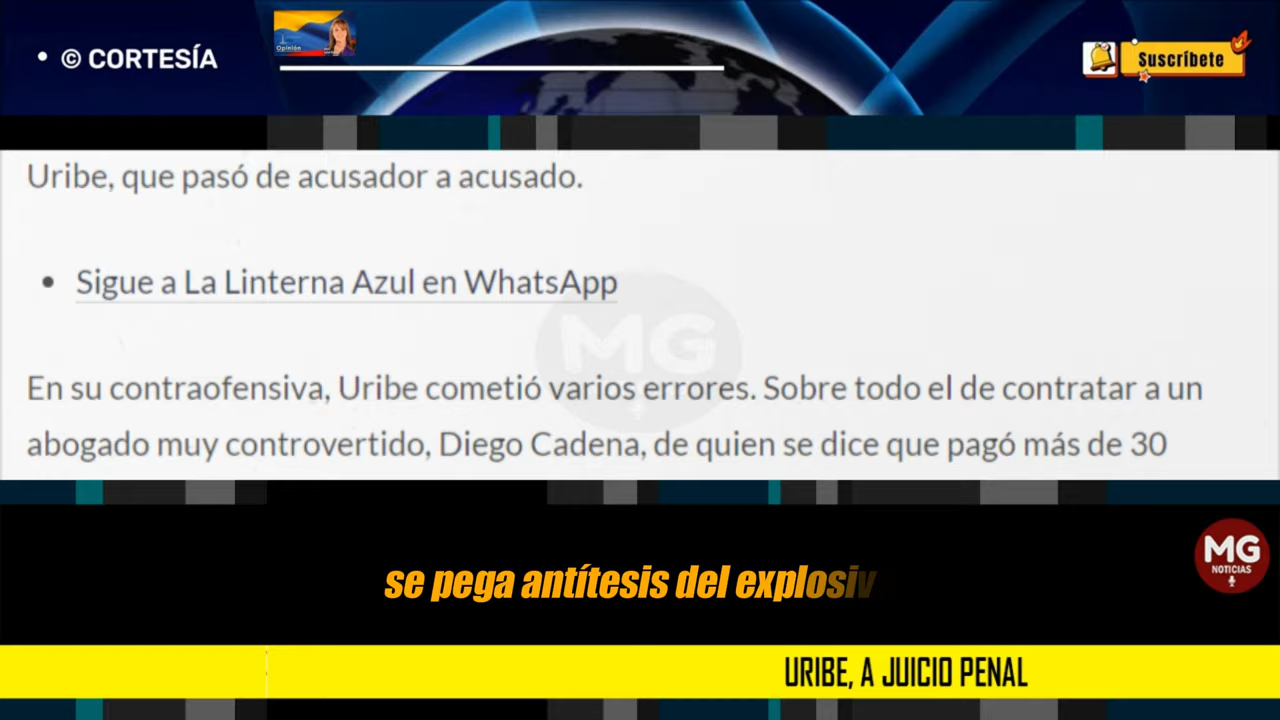 • © CORTESÍA
Opinión
Suscríbete
Uribe, que pasó de acusador a acusado.
• Sigue a La Linterna Azul en WhatsApp
MG
En su contraofensiva, Uribe cometió varios errores. Sobre todo el de contratar a un
abogado muy controvertido, Diego Cadena, de quien se dice que pagó más de 30
MG
NOTICIAS
se pega antítesis del explosiv
URIBE, A JUICIO PENAL